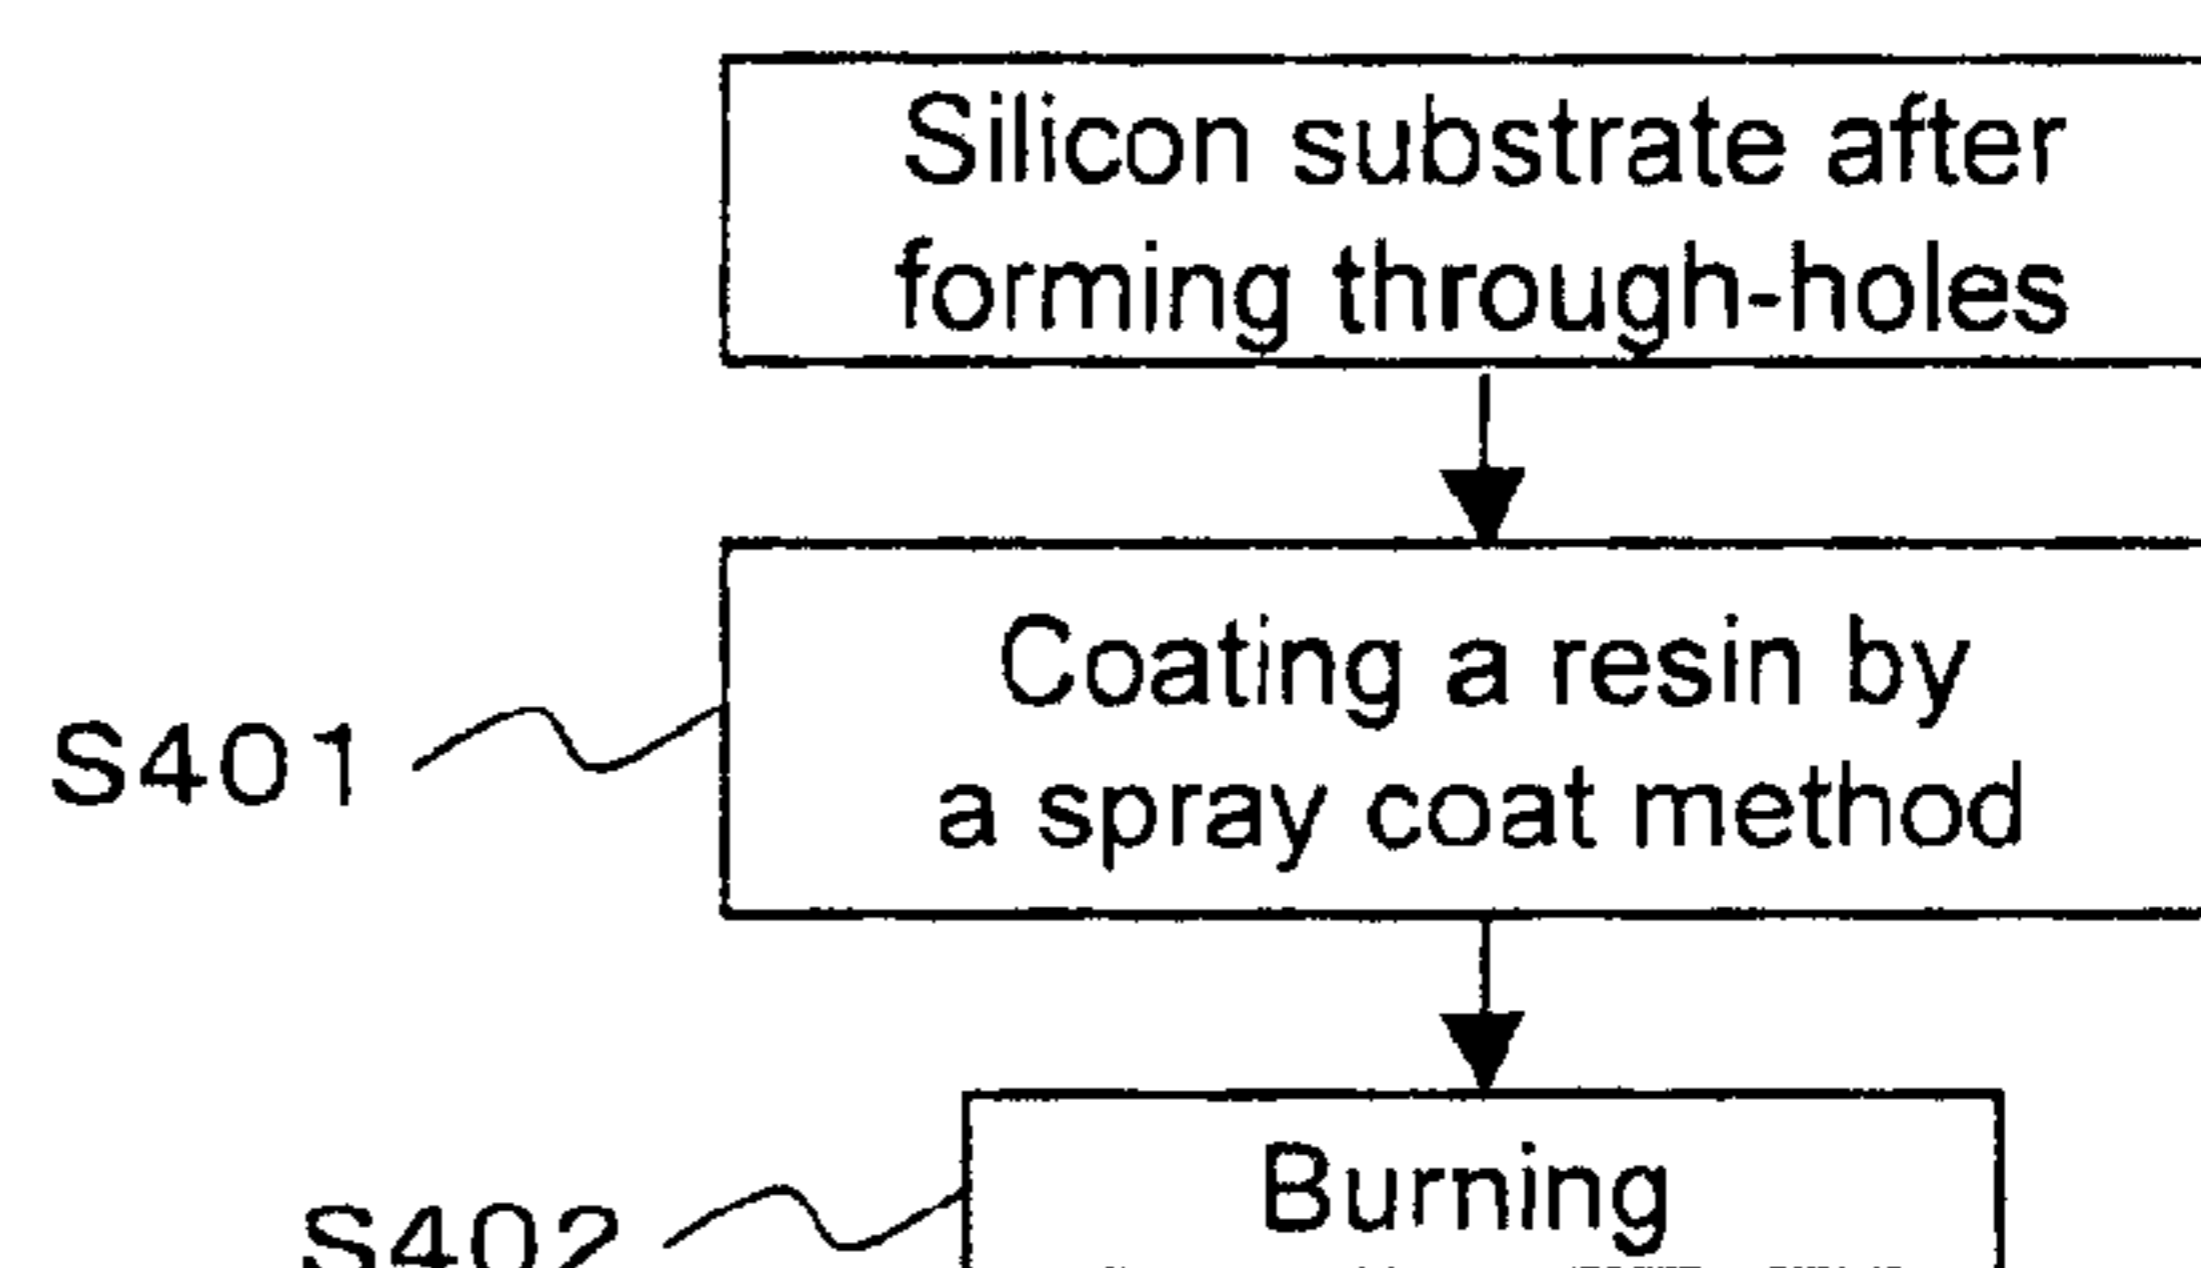 Silicon substrate after
forming through-holes
Coating a resin by
S401
a spray coat method
Burning
S402